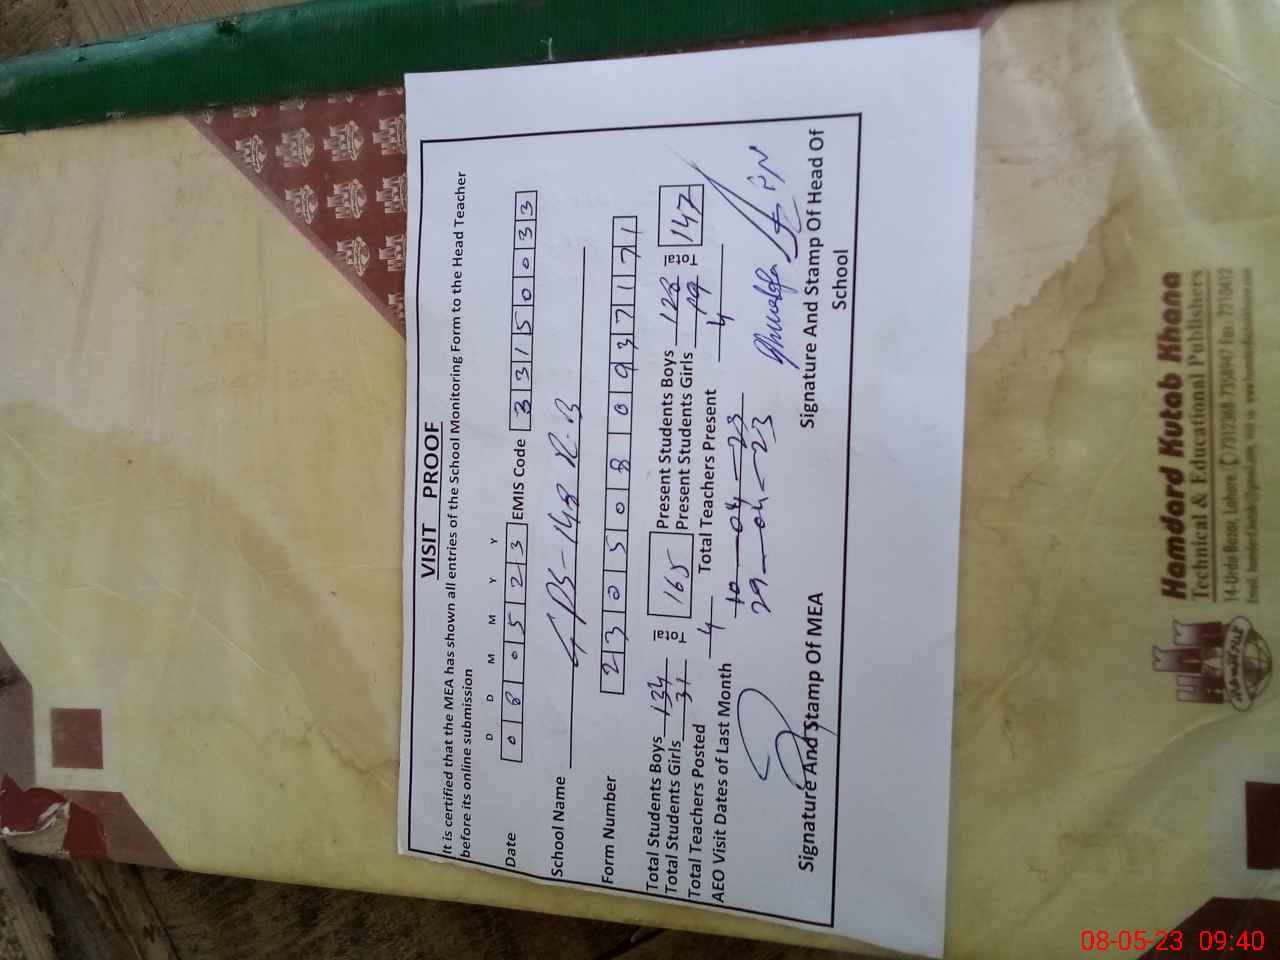 VISIT PROOF
It is certified that the MEA has shown all entries of the School Monitoring Form to the Head Teacher
before its online submission
D D M M Y Y
Date 0 8 0 5 2 3 EMIS Code 3 3 1 5 0 0 3 3
School Name GPS-148 R.B
Form Number 2 3 0 5 0 8 0 9 3 7 1 7 1
Total Students Boys 134 Total 165 Present Students Boys 128 Total 147
Total Students Girls 31 Present Students Girls 19
Total Teachers Posted 4 Total Teachers Present 4
AEO Visit Dates of Last Month 10-04-23
29-04-23
Signature And Stamp Of MEA Signature And Stamp Of Head Of
School
Hamdard Kutab Khana
Technical & Educational Publishers
14-Urdu Bazar, Lahore.
08-05-23 09:40